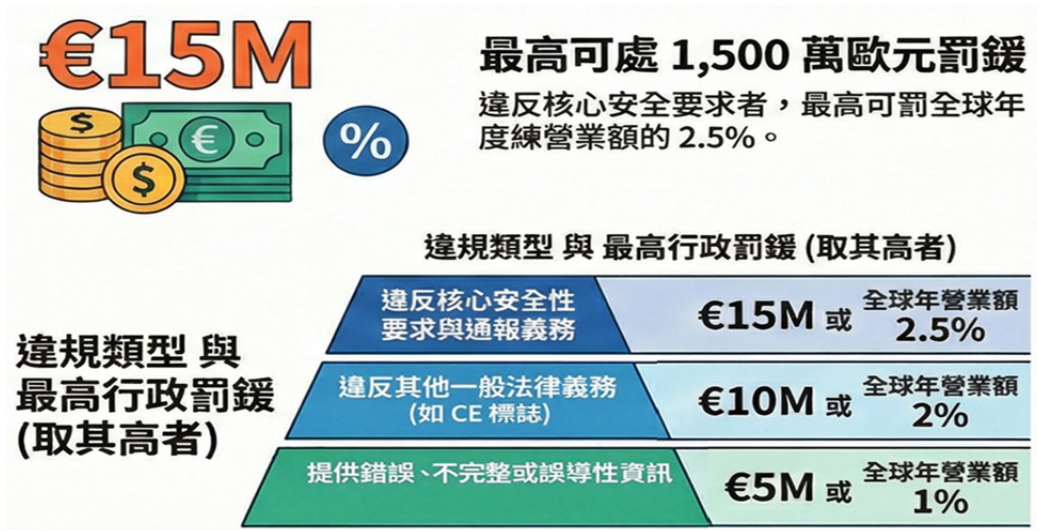 €15M
$
€
$
%
最高可處 1,500 萬歐元罰鍰
違反核心安全要求者，最高可罰全球年
度練營業額的 2.5%。
違規類型 與 最高行政罰鍰 (取其高者)
違規類型 與
最高行政罰鍰
(取其高者)
違反核心安全性
要求與通報義務
€15M 或 全球年營業額
2.5%
違反其他一般法律義務
(如 CE 標誌)
€10M 或 全球年營業額
2%
提供錯誤、不完整或誤導性資訊
€5M 或 全球年營業額
1%